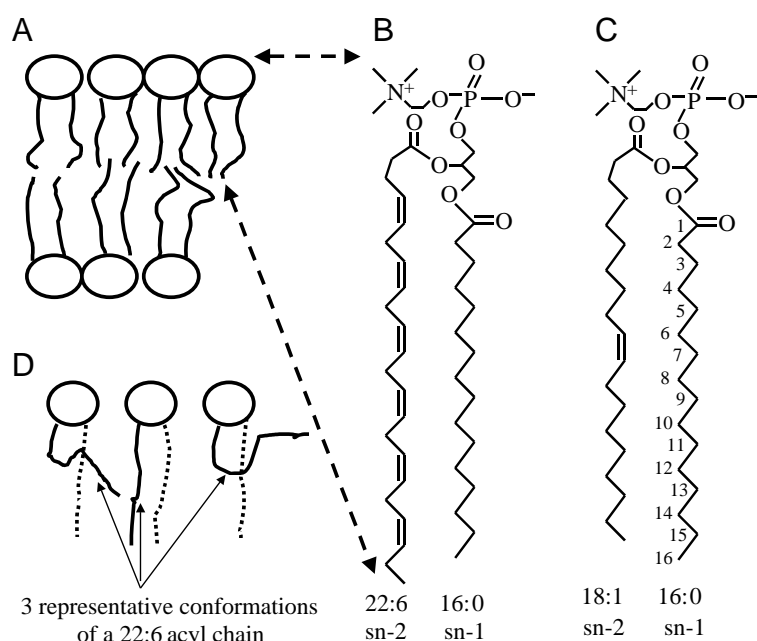 A
B
C
O
O
N+
O
P
O
N+
O
P
O
O
O
O
O
O
O
O
O
O
O
1
2
3
4
5
6
7
8
9
10
11
12
13
14
15
16
D
3 representative conformations
of a 22:6 acyl chain
22:6 16:0
sn-2 sn-1
18:1 16:0
sn-2 sn-1